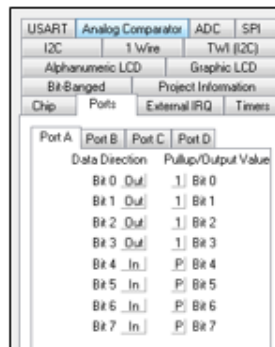 USART Analog Comparator ADC SPI
I2C 1 Wire TWI (I2C)
Alphanumeric LCD Graphic LCD
Bit-Banged Project Information
Chip Ports External IRQ Timers
Port A Port B Port C Port D
Data Direction Pullup/Output Value
Bit 0 Out 1 Bit 0
Bit 1 Out 1 Bit 1
Bit 2 Out 1 Bit 2
Bit 3 Out 1 Bit 3
Bit 4 In P Bit 4
Bit 5 In P Bit 5
Bit 6 In P Bit 6
Bit 7 In P Bit 7